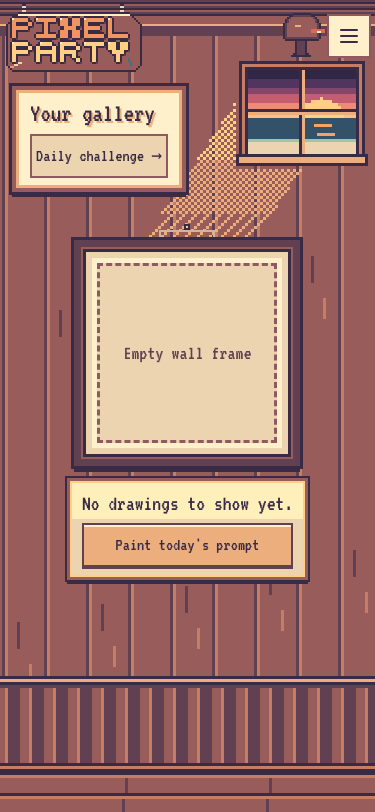 PIXEL
PARTY
Your gallery
Daily challenge →
Empty wall frame
No drawings to show yet.
Paint today's prompt